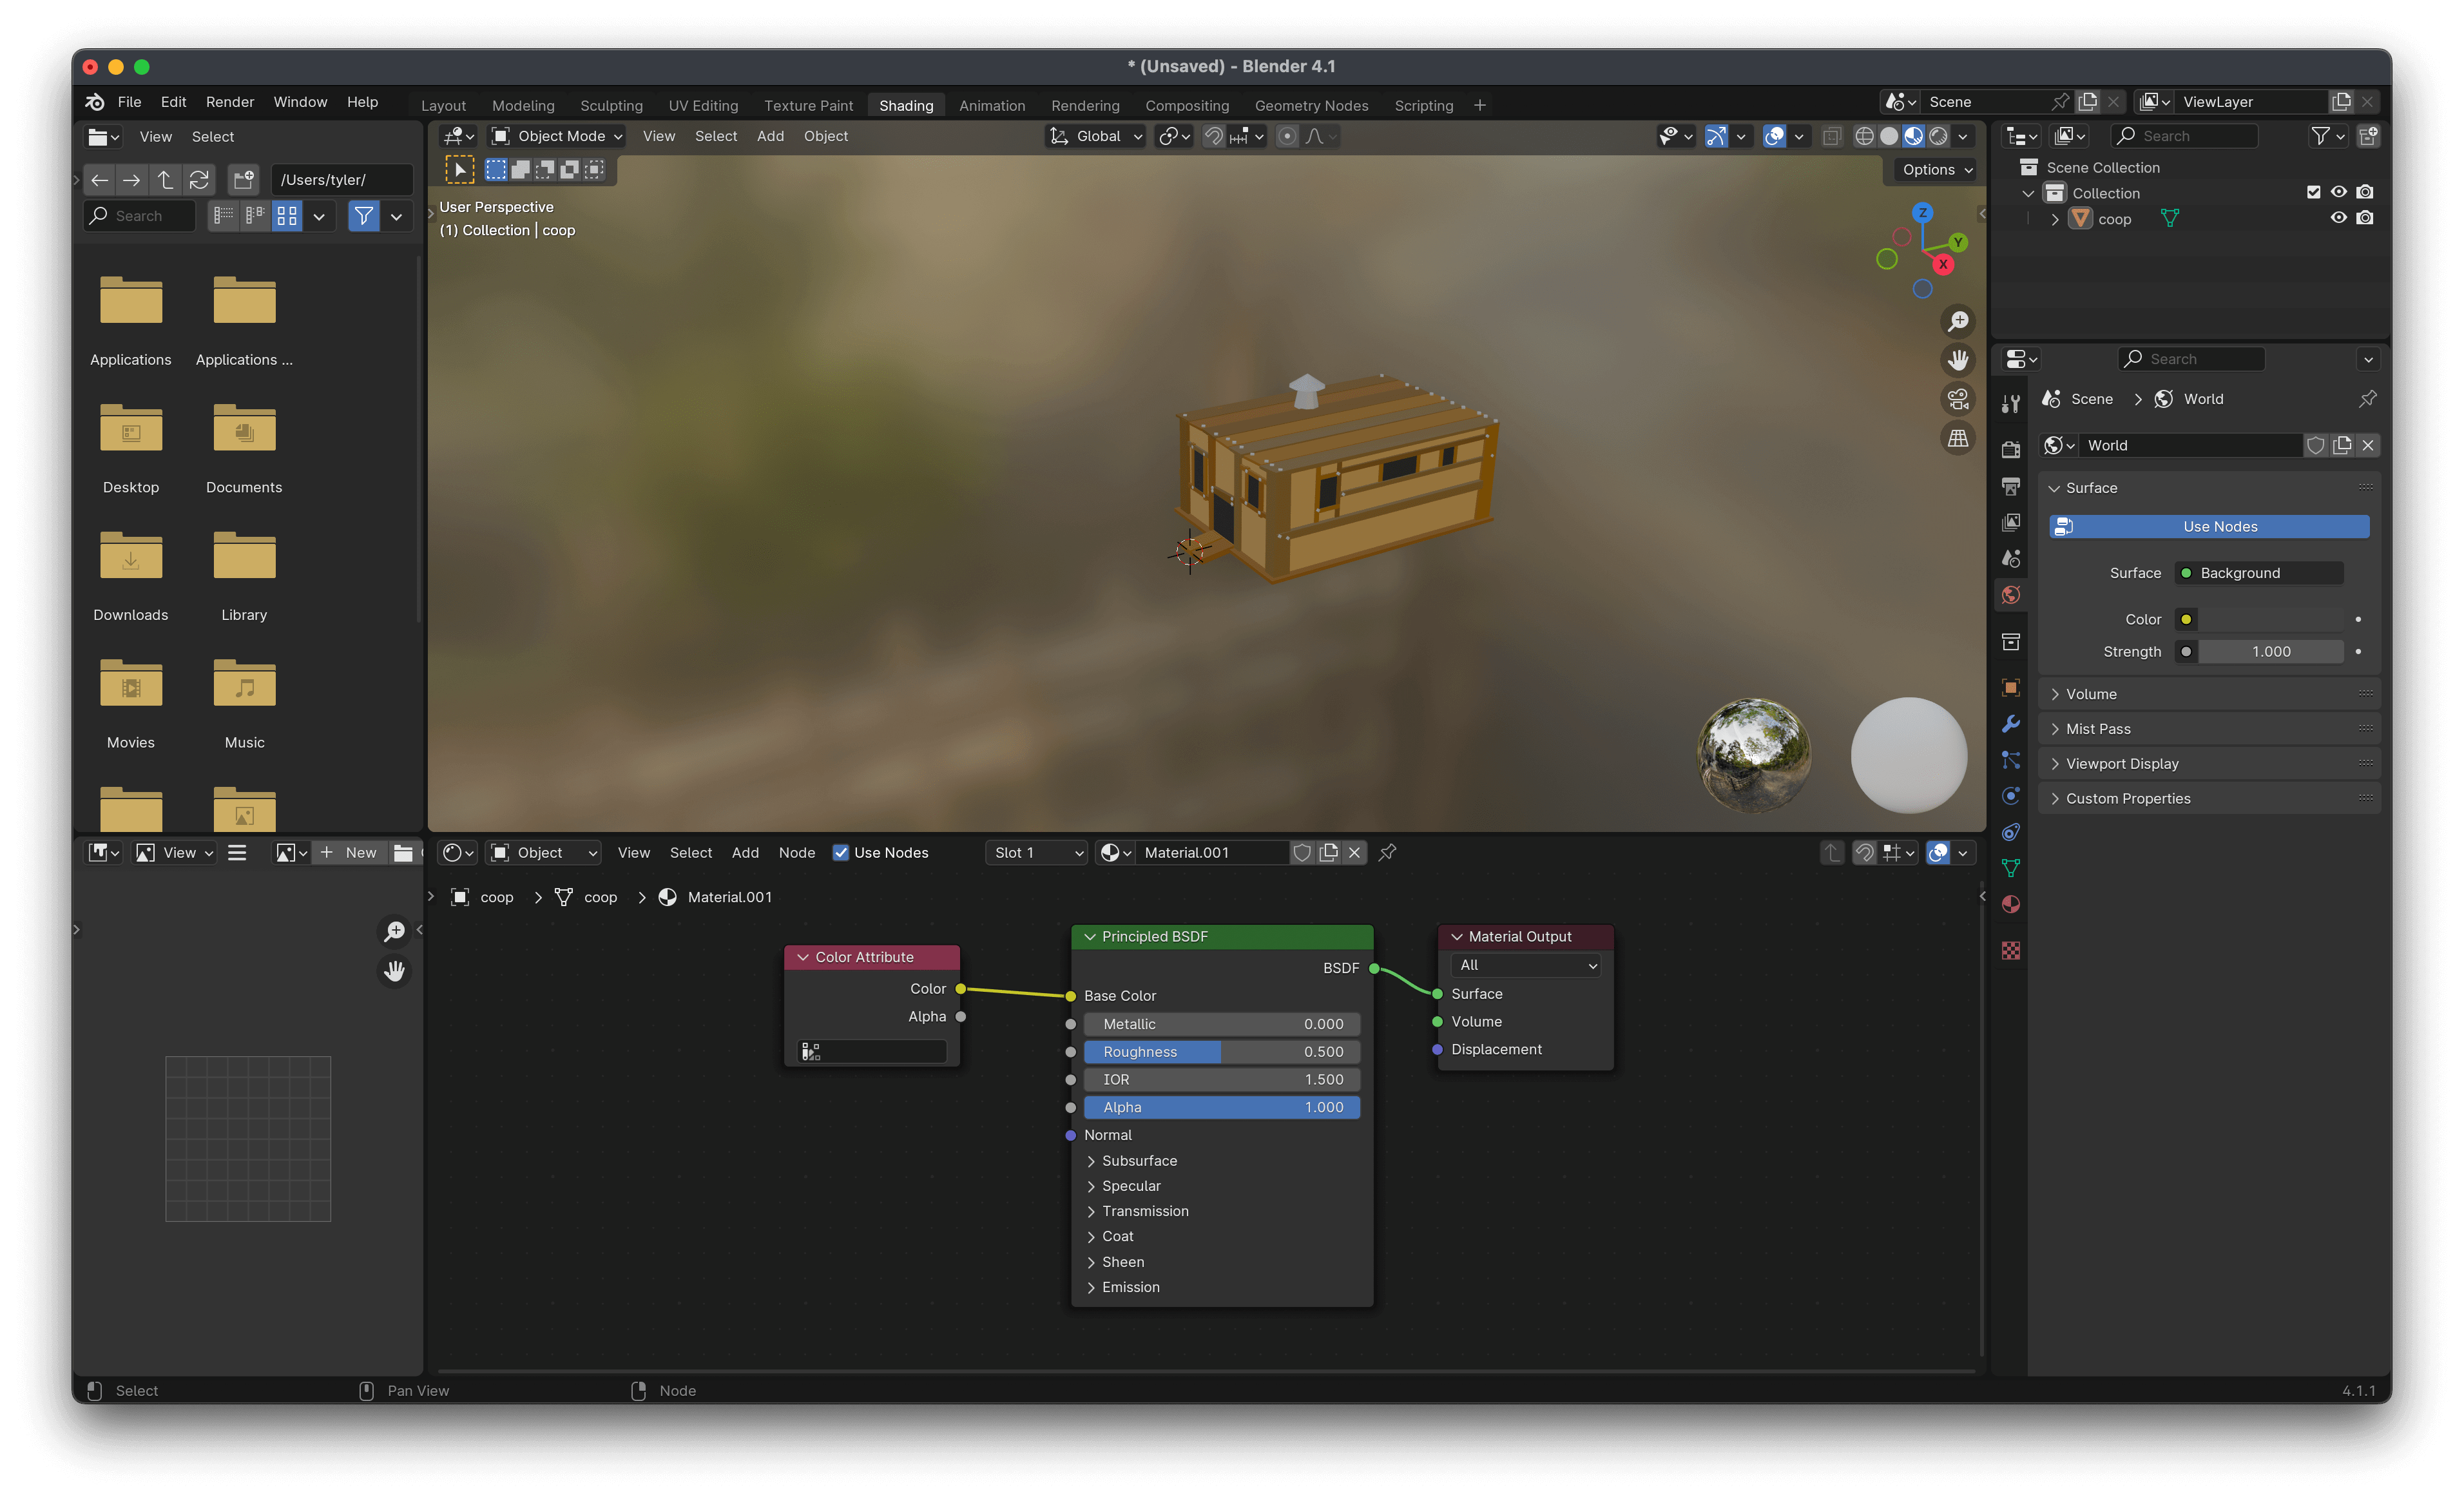 * (Unsaved) - Blender 4.1
File Edit Render Window Help
Layout Modeling Sculpting UV Editing Texture Paint Shading Animation Rendering Compositing Geometry Nodes Scripting +
Scene
ViewLayer
View Select
/Users/tyler/
Search
Applications Applications ...
Desktop Documents
Downloads Library
Movies Music
Object Mode View Select Add Object
Global
Options
User Perspective
(1) Collection | coop
Z
Y
X
Search
Scene Collection
Collection
coop
Search
Scene > World
World
Surface
Use Nodes
Surface Background
Color
Strength 1.000
Volume
Mist Pass
Viewport Display
Custom Properties
View
+ New
Object View Select Add Node Use Nodes
Slot 1 Material.001
coop > coop > Material.001
Color Attribute
Color
Alpha
Principled BSDF
BSDF
Base Color
Metallic 0.000
Roughness 0.500
IOR 1.500
Alpha 1.000
Normal
Subsurface
Specular
Transmission
Coat
Sheen
Emission
Material Output
All
Surface
Volume
Displacement
Select Pan View Node
4.1.1